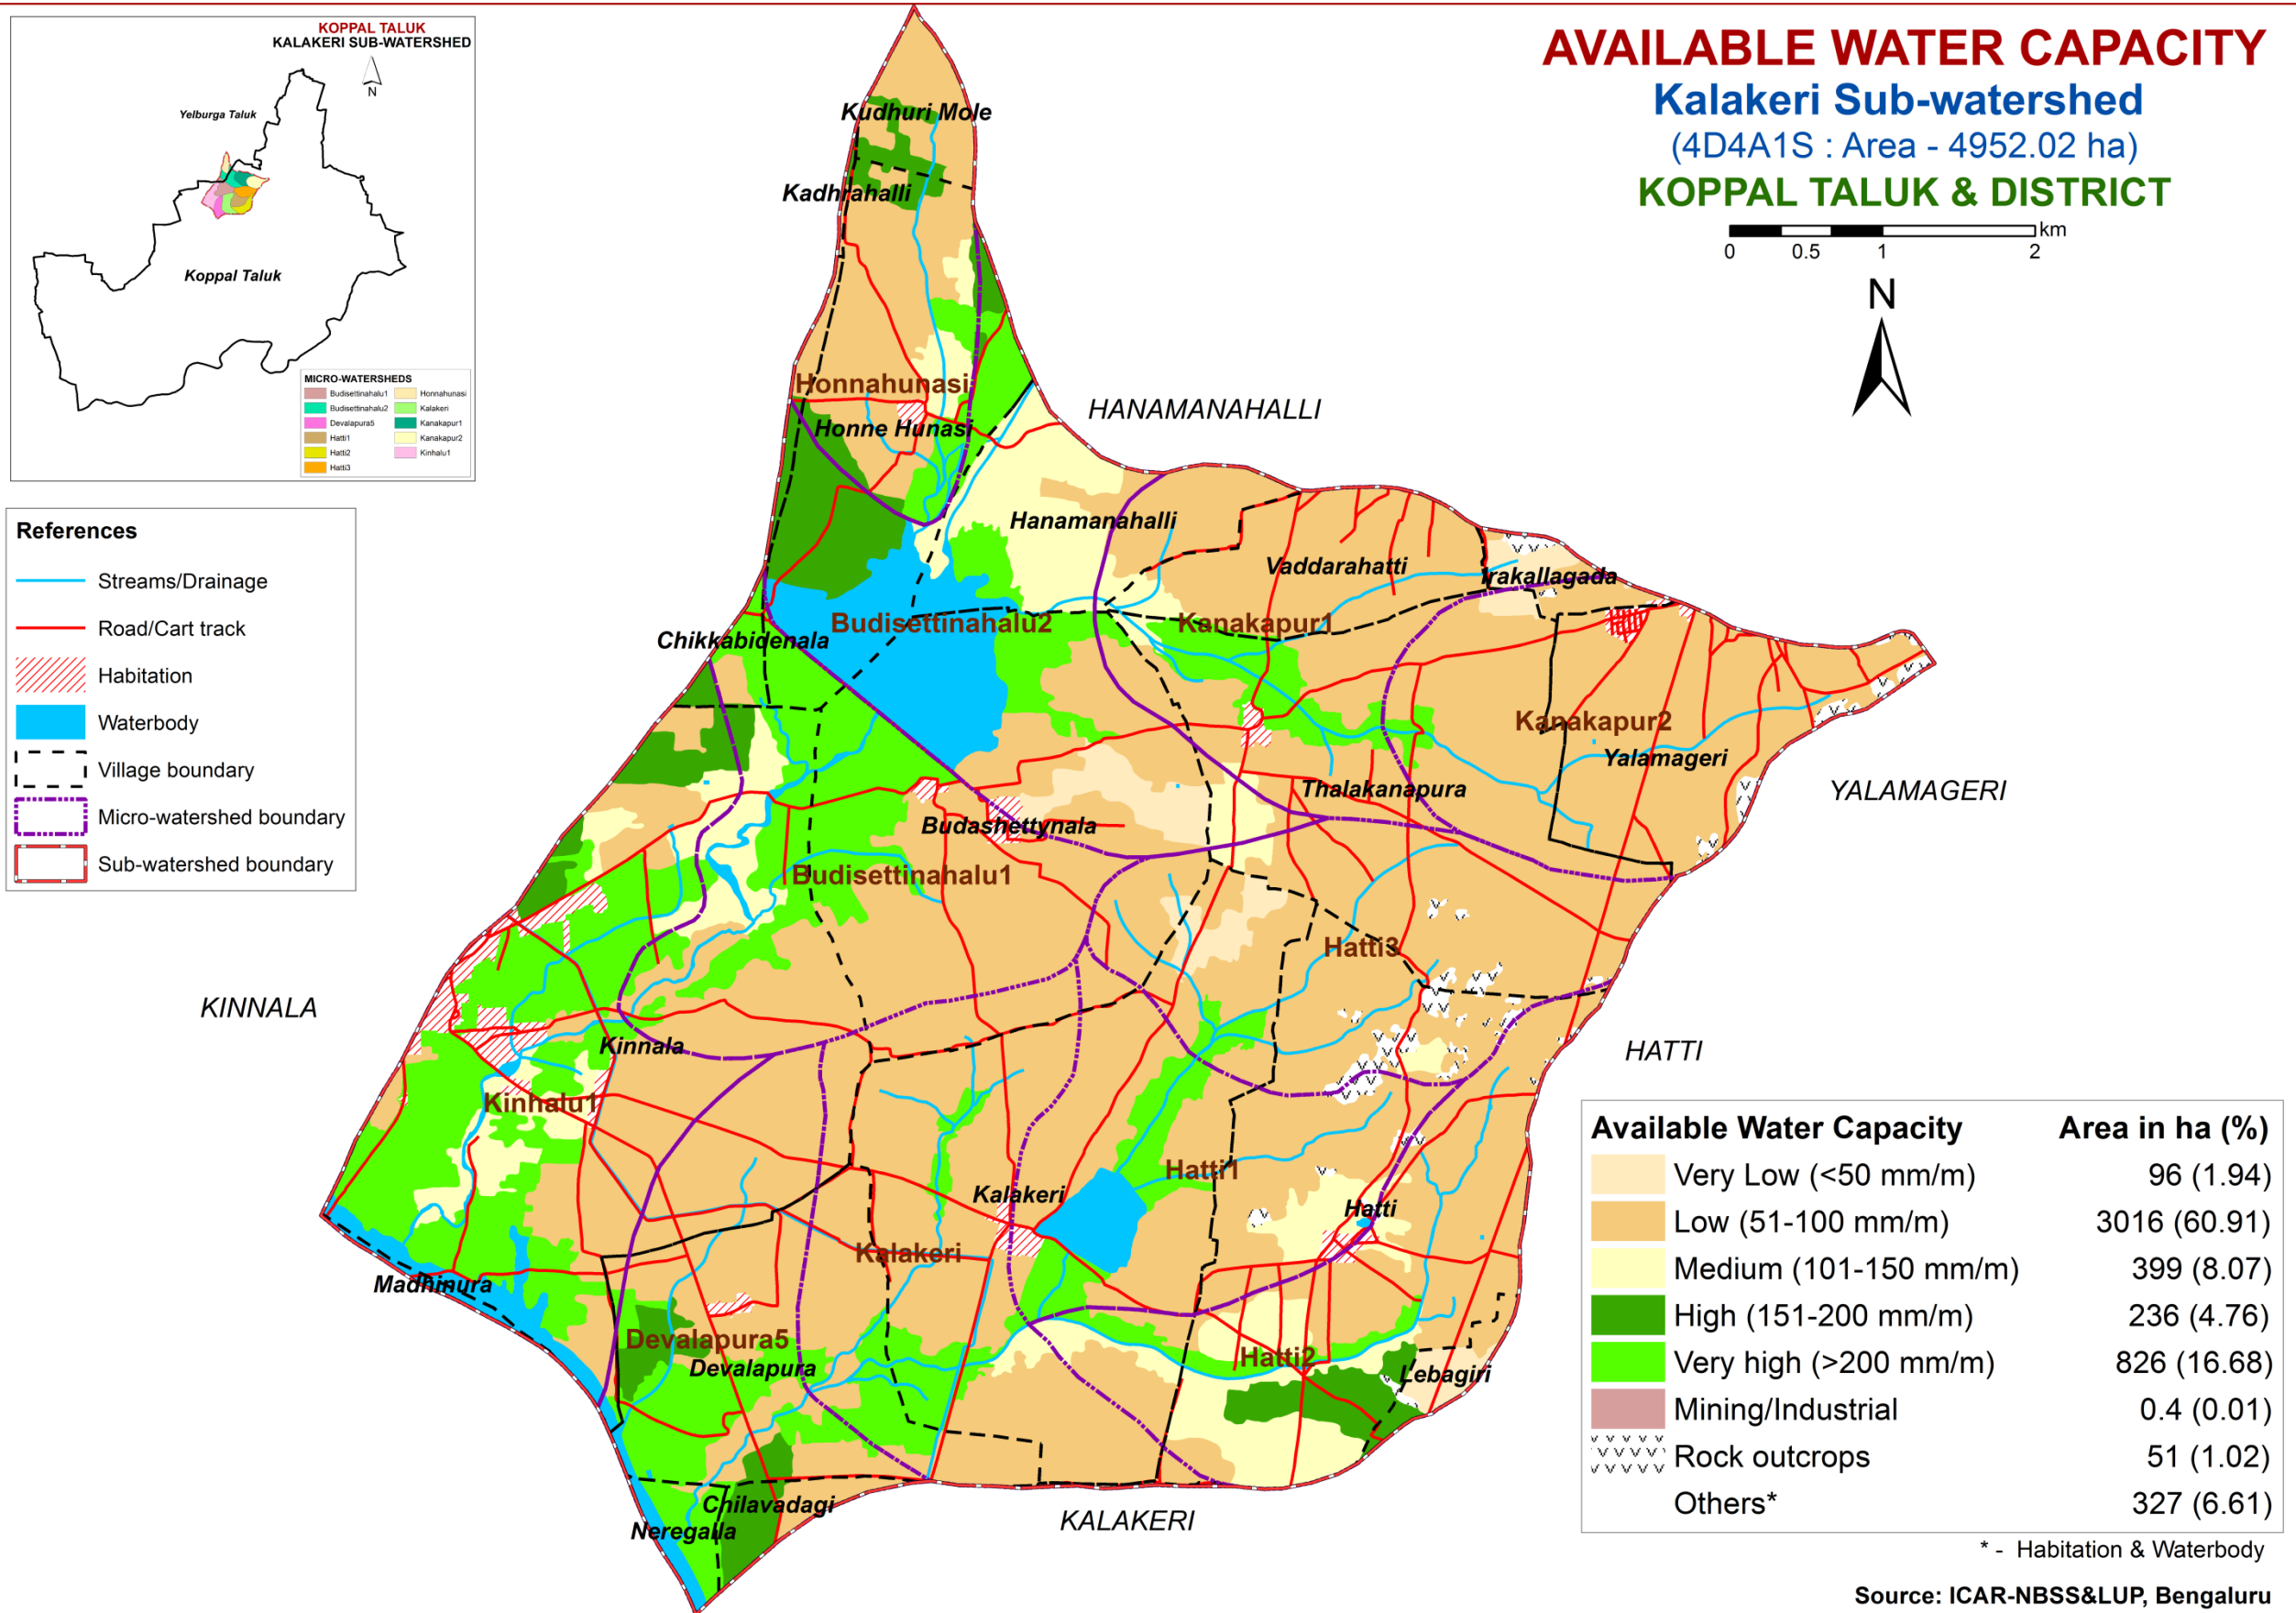 KOPPAL TALUK
KALAKERI SUB-WATERSHED
N
Yelburga Taluk
Koppal Taluk
MICRO-WATERSHEDS
Budisettinahalu1
Honnahunasi
Budisettinahalu2
Kalakeri
Devalapura5
Kanakapur1
Hatti1
Kanakapur2
Hatti2
Kinhalu1
Hatti3
AVAILABLE WATER CAPACITY
Kalakeri Sub-watershed
(4D4A1S : Area - 4952.02 ha)
KOPPAL TALUK & DISTRICT
km
0 0.5 1 2
N
References
Streams/Drainage
Road/Cart track
Habitation
Waterbody
Village boundary
Micro-watershed boundary
Sub-watershed boundary
Kudhuri Mole
Kadhrahalli
Honnahunasi
HANAMANAHALLI
Honne Hunasi
Hanamanahalli
Vaddarahatti
Irakallagada
Budisettinahalu2
Kanakapur1
Chikkabidenala
Kanakapur2
Yalamageri
Thalakanapura
YALAMAGERI
Budashettynala
Budisettinahalu1
Hatti3
KINNALA
Kinnala
HATTI
Kinhalu1
Hatti1
Kalakeri
Hatti
Kalakeri
Madhinura
Devalapura5
Devalapura
Hatti2
Lebagiri
Chilavadagi
Neregalla
KALAKERI
Available Water Capacity Area in ha (%)
Very Low (<50 mm/m) 96 (1.94)
Low (51-100 mm/m) 3016 (60.91)
Medium (101-150 mm/m) 399 (8.07)
High (151-200 mm/m) 236 (4.76)
Very high (>200 mm/m) 826 (16.68)
Mining/Industrial 0.4 (0.01)
Rock outcrops 51 (1.02)
Others* 327 (6.61)
* - Habitation & Waterbody
Source: ICAR-NBSS&LUP, Bengaluru